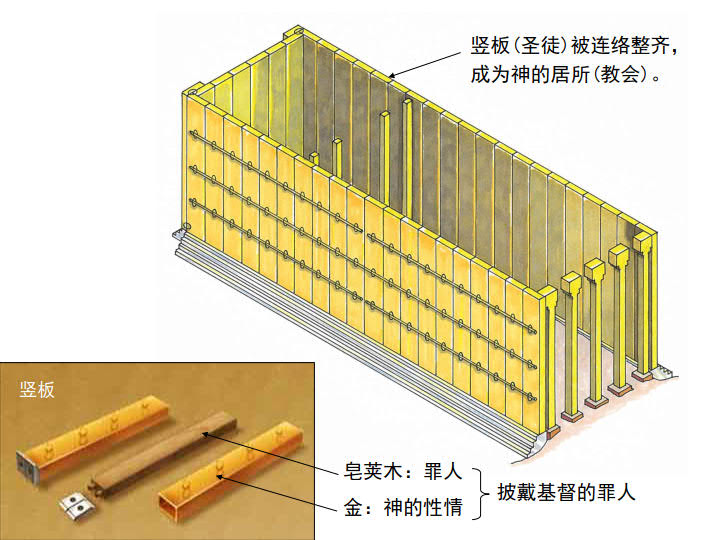 竖板(圣徒)被连络整齐，
成为神的居所(教会)。
竖板
皂荚木：罪人
金：神的性情
披戴基督的罪人